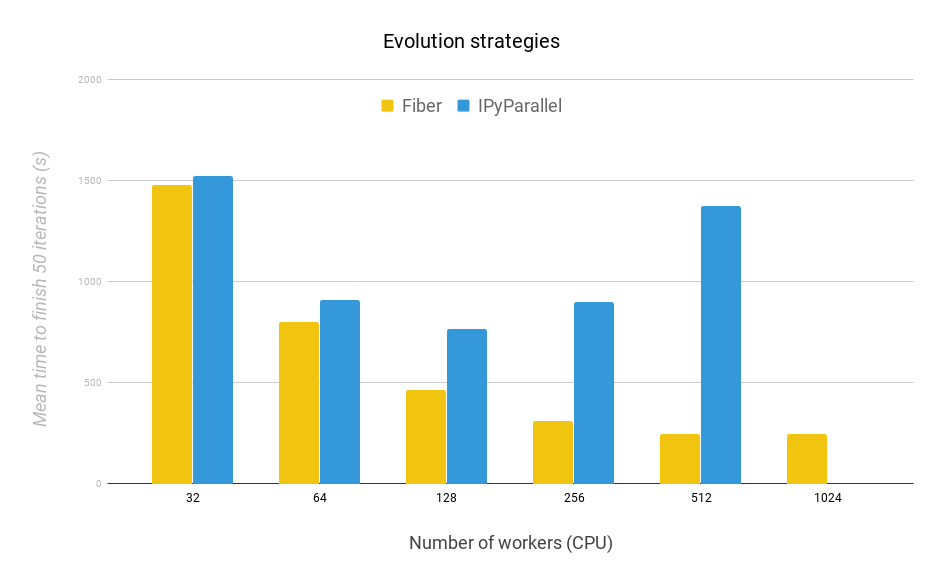 Evolution strategies
Fiber
IPyParallel
Mean time to finish 50 iterations (s)
2000
1500
1000
500
0
32
64
128
256
512
1024
Number of workers (CPU)